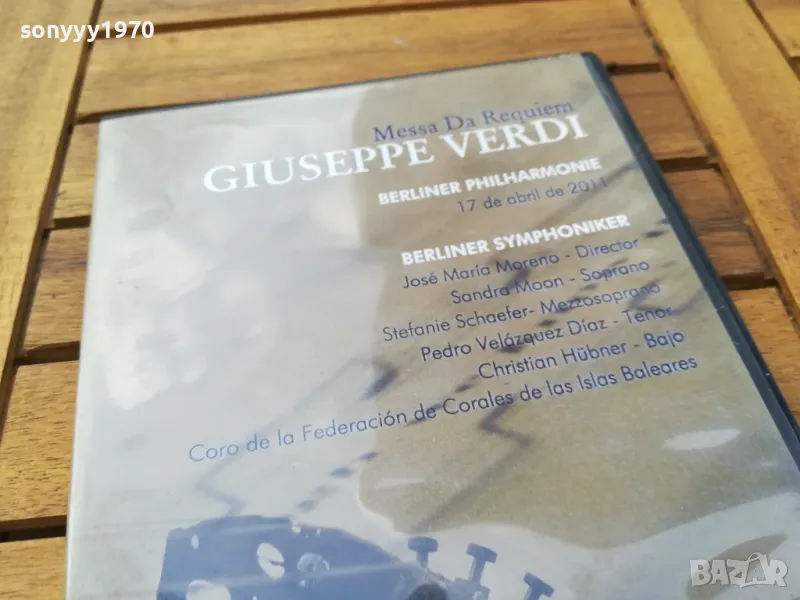 sonyyy1970
Messa Da Requiem
GIUSEPPE VERDI
BERLINER PHILHARMONIE
17 de abril de 2011
BERLINER SYMPHONIKER
José María Moreno - Director
Sandra Moon - Soprano
Stefanie Schaefer- Mezzosoprano
Pedro Velázquez Díaz - Tenor
Christian Hübner - Bajo
Coro de la Federación de Corales de las Islas Baleares
BAZAR